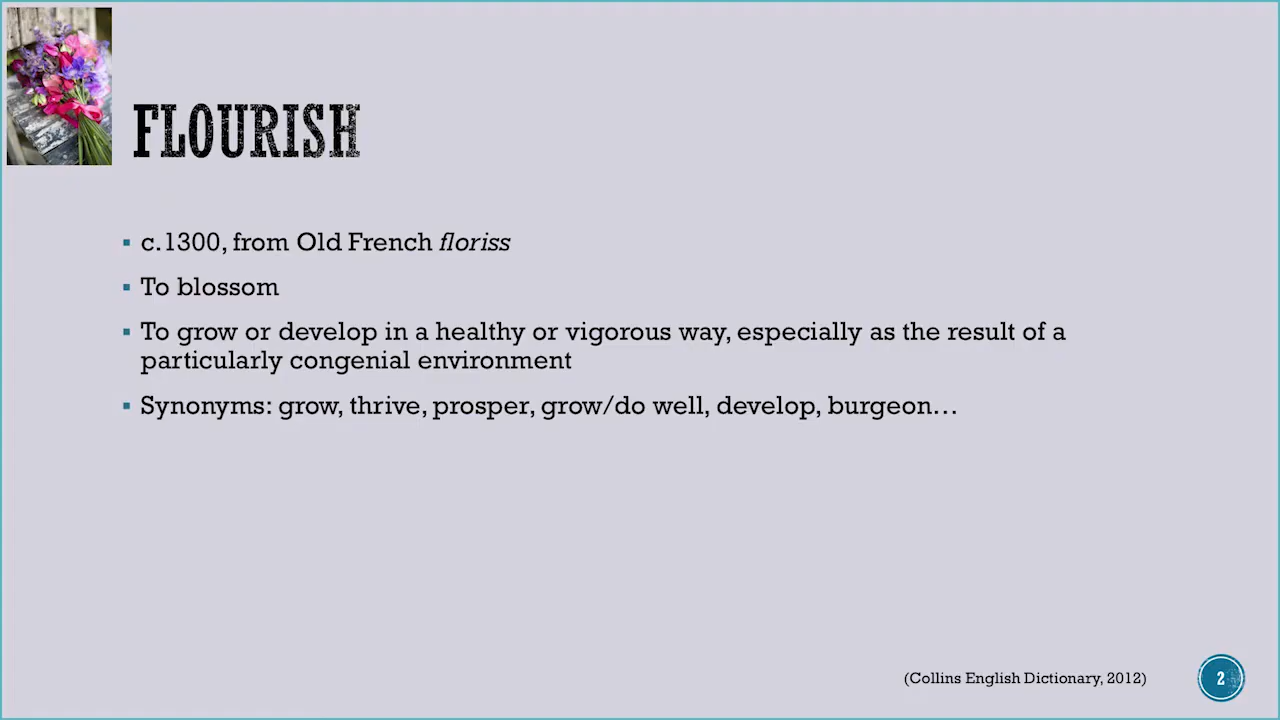 FLOURISH
▪ c.1300, from Old French floriss
▪ To blossom
▪ To grow or develop in a healthy or vigorous way, especially as the result of a
particularly congenial environment
▪ Synonyms: grow, thrive, prosper, grow/do well, develop, burgeon…
(Collins English Dictionary, 2012)
2